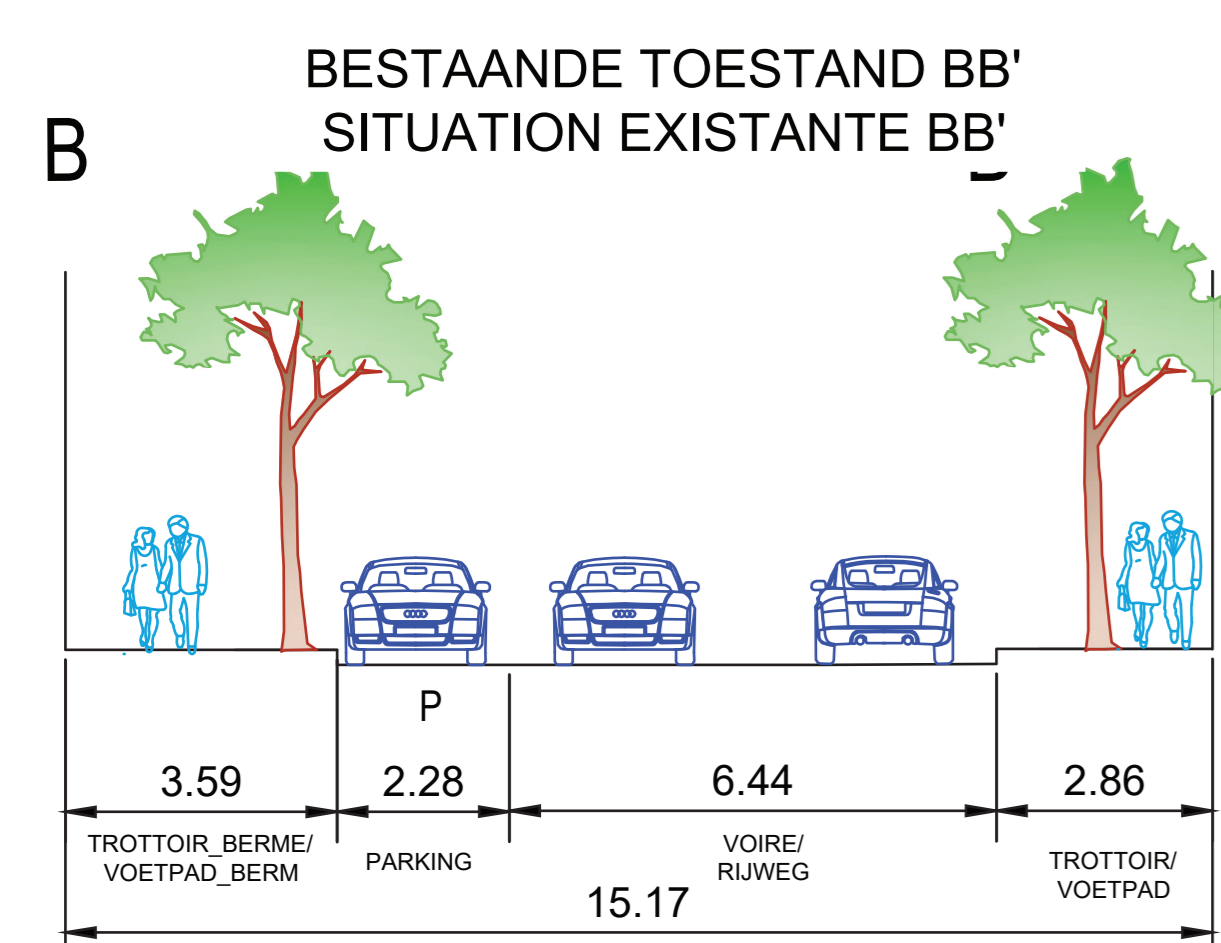 BESTAANDE TOESTAND BB'
SITUATION EXISTANTE BB'
B
P
3.59
2.28
6.44
2.86
TROTTOIR_BERME/
VOETPAD_BERM
PARKING
VOIRE/
RIJWEG
TROTTOIR/
VOETPAD
15.17